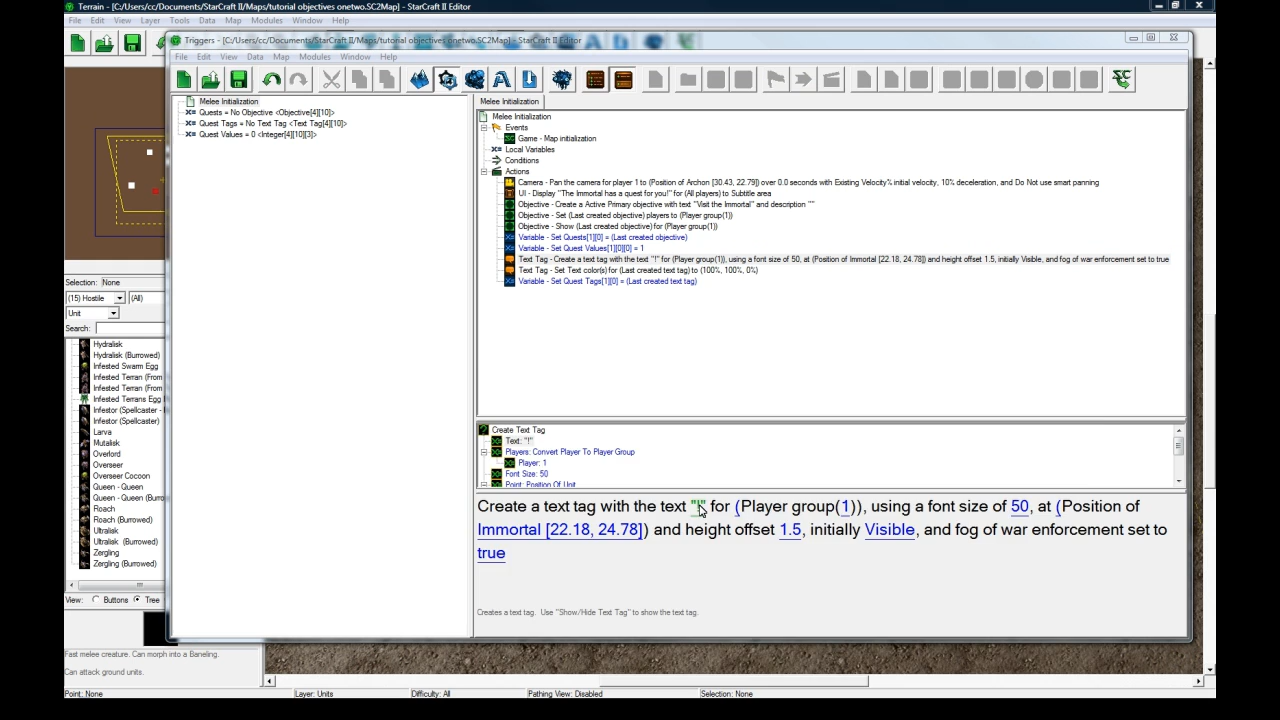 Terrain - [C:/Users/cc/Documents/StarCraft II/Maps/tutorial objectives onetwo.SC2Map] - StarCraft II Editor
File Edit View Layer Tools Data Map Modules Window Help
Triggers - [C:/Users/cc/Documents/StarCraft II/Maps/tutorial objectives onetwo.SC2Map] - StarCraft II Editor
File Edit View Data Map Modules Window Help
Melee Initialization
Quests = No Objective <Objective[4][10]>
Quest Tags = No Text Tag <Text Tag[4][10]>
Quest Values = 0 <Integer[4][10][3]>
Melee Initialization
Melee Initialization
Events
Game - Map initialization
Local Variables
Conditions
Actions
Camera - Pan the camera for player 1 to (Position of Archon [30.43, 22.79]) over 0.0 seconds with Existing Velocity% initial velocity, 10% deceleration, and Do Not use smart panning
UI - Display "The Immortal has a quest for you!" for (All players) to Subtitle area
Objective - Create a Active Primary objective with text "Visit the Immortal" and description ""
Objective - Set (Last created objective) players to (Player group(1))
Objective - Show (Last created objective) for (Player group(1))
Variable - Set Quests[1][0] = (Last created objective)
Variable - Set Quest Values[1][0][0] = 1
Text Tag - Create a text tag with the text "!" for (Player group(1)), using a font size of 50, at (Position of Immortal [22.18, 24.78]) and height offset 1.5, initially Visible, and fog of war enforcement set to true
Text Tag - Set Text color(s) for (Last created text tag) to (100%, 100%, 0%)
Variable - Set Quest Tags[1][0] = (Last created text tag)
Selection: None
(15) Hostile (All)
Unit
Search:
Hydralisk
Hydralisk (Burrowed)
Infested Swarm Egg
Infested Terran (From
Infested Terran (From
Infested Terrans Egg
Infestor (Spellcaster -
Infestor (Spellcaster)
Larva
Mutalisk
Overlord
Overseer
Overseer Cocoon
Queen - Queen
Queen - Queen (Burro
Roach
Roach (Burrowed)
Ultralisk
Ultralisk (Burrowed)
Zergling
Zergling (Burrowed)
View: Buttons Tree
Fast melee creature. Can morph into a Baneling.
Can attack ground units.
Create Text Tag
Text: "!"
Players: Convert Player To Player Group
Player: 1
Font Size: 50
Point: Position Of Unit
Create a text tag with the text "!" for (Player group(1)), using a font size of 50, at (Position of
Immortal [22.18, 24.78]) and height offset 1.5, initially Visible, and fog of war enforcement set to
true
Creates a text tag. Use "Show/Hide Text Tag" to show the text tag.
Point: None Layer: Units Difficulty: All Pathing View: Disabled Selection: None